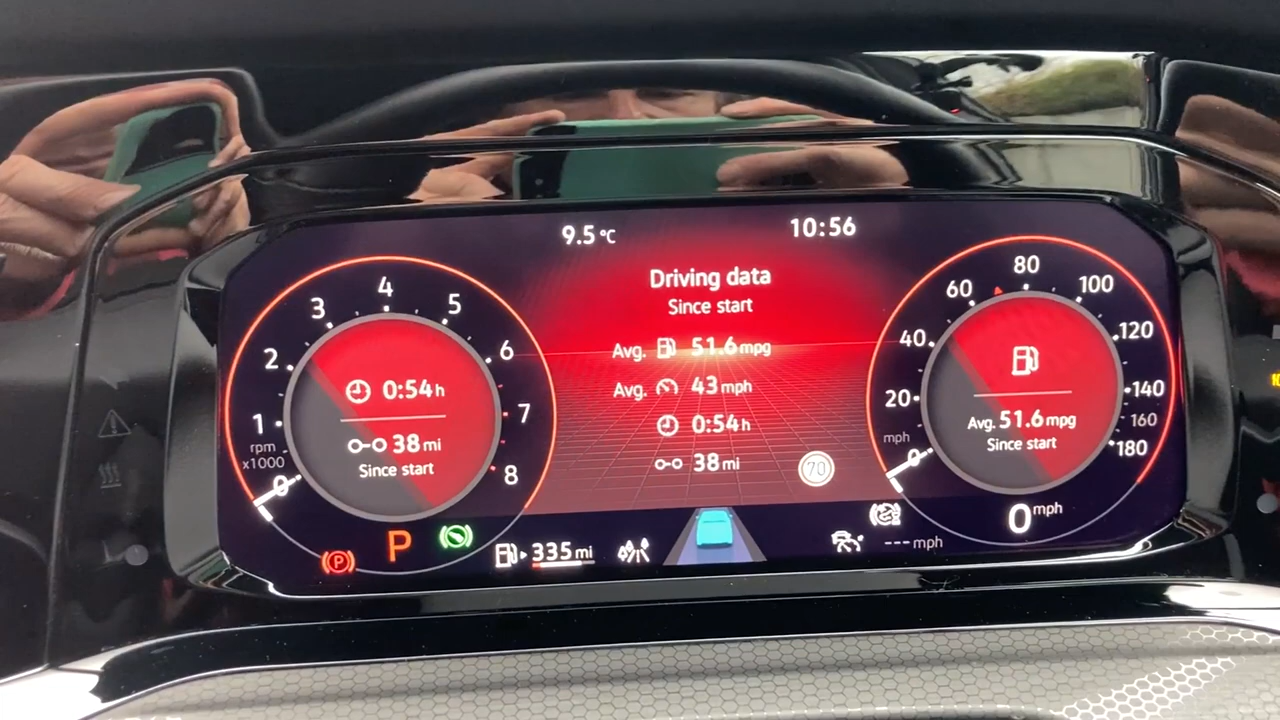 9.5 °C
10:56
Driving data
Since start
Avg. 51.6 mpg
Avg. 43 mph
0:54 h
38 mi
70
0
1
2
3
4
5
6
7
8
rpm
x1000
0:54 h
38 mi
Since start
0
20
40
60
80
100
120
140
160
180
mph
Avg. 51.6 mpg
Since start
0 mph
P
P
335 mi
--- mph